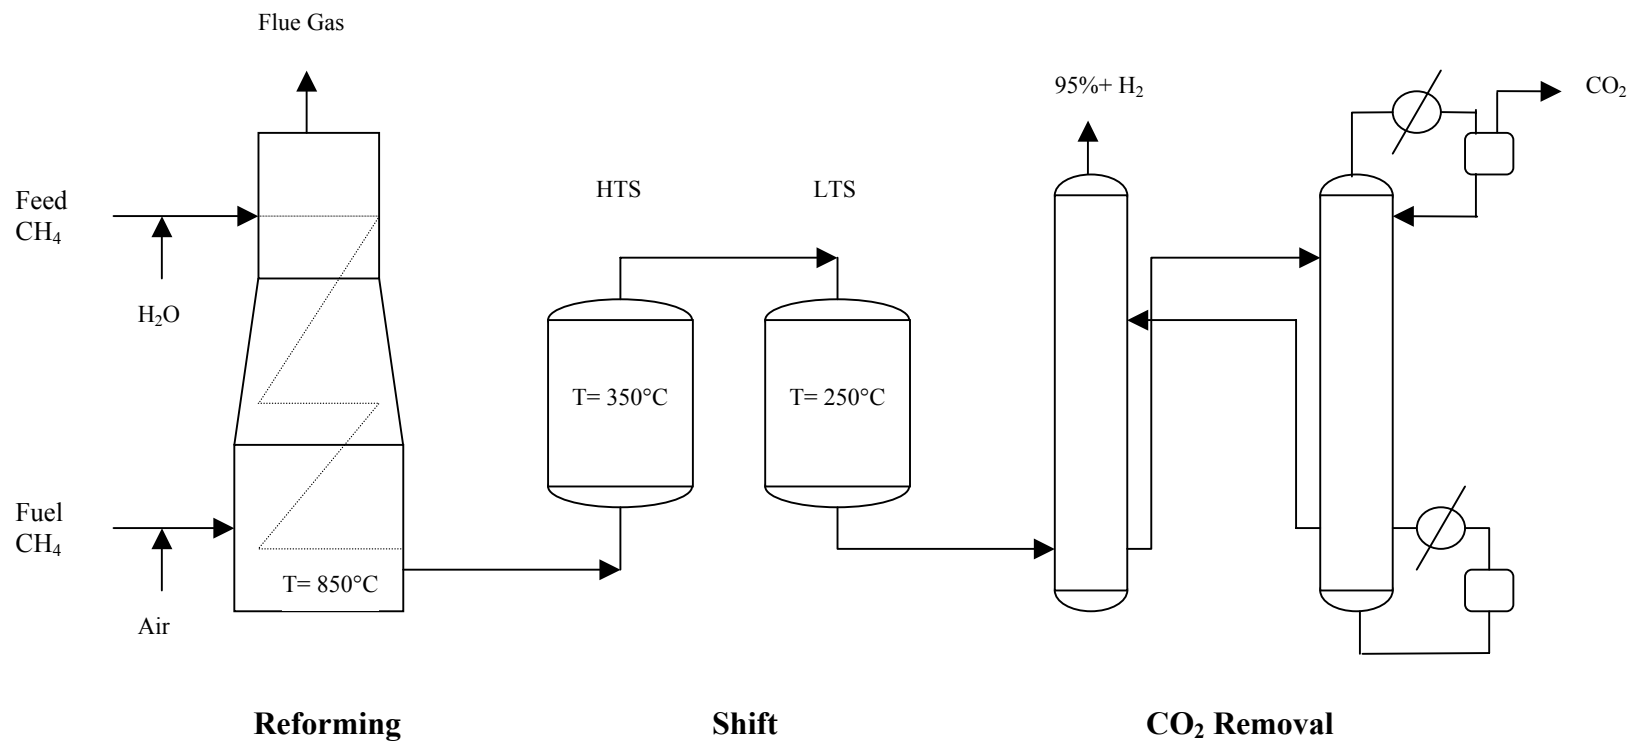 Flue Gas
95%+ H₂
CO₂
Feed
CH₄
HTS
LTS
H₂O
T= 350°C
T= 250°C
Fuel
CH₄
T= 850°C
Air
Reforming
Shift
CO₂ Removal